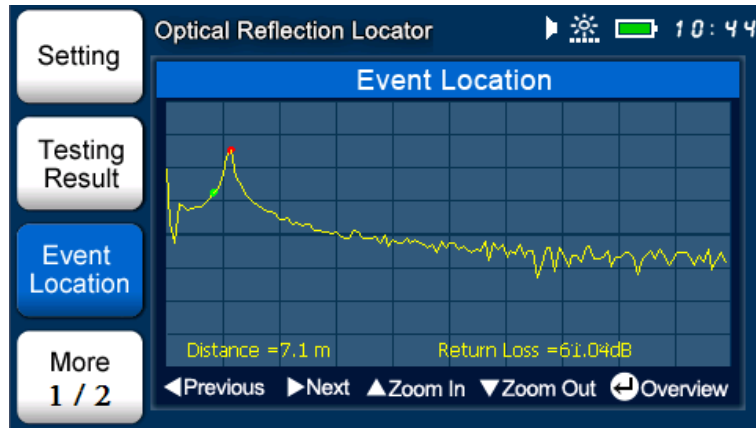 Optical Reflection Locator 10:44
Setting
Event Location
Testing
Result
Event
Location
Distance =7.1 m Return Loss =61.04dB
More
1 / 2
◀Previous ▶Next ▲Zoom In ▼Zoom Out Overview